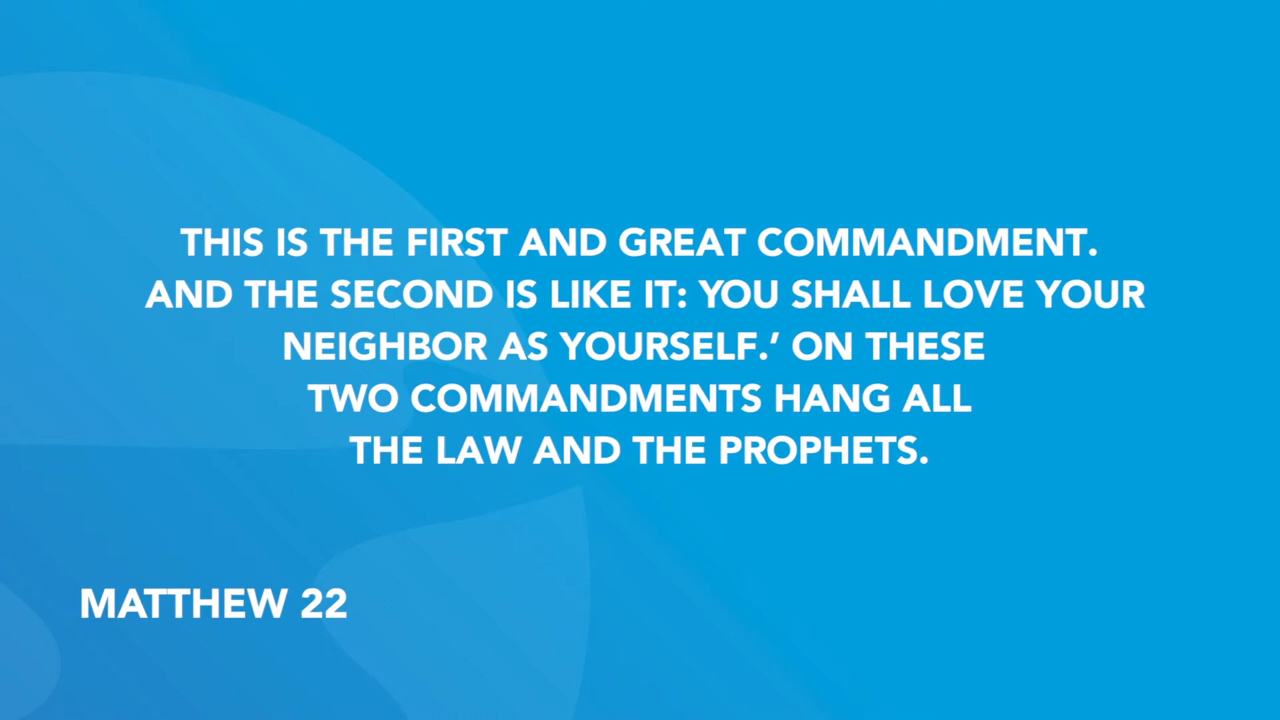 THIS IS THE FIRST AND GREAT COMMANDMENT.
AND THE SECOND IS LIKE IT: YOU SHALL LOVE YOUR
NEIGHBOR AS YOURSELF.’ ON THESE
TWO COMMANDMENTS HANG ALL
THE LAW AND THE PROPHETS.
MATTHEW 22